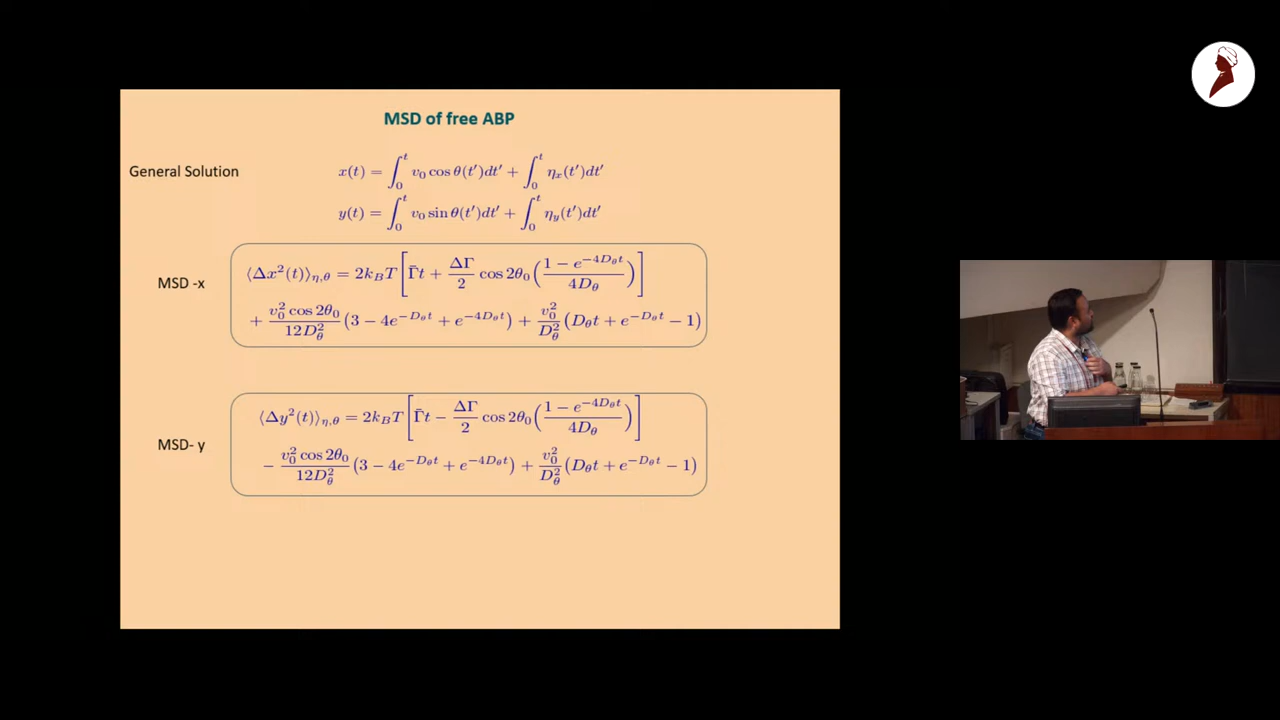 MSD of free ABP
General Solution
x(t) = ∫₀ᵗ v₀ cos θ(t′)dt′ + ∫₀ᵗ ηₓ(t′)dt′
y(t) = ∫₀ᵗ v₀ sin θ(t′)dt′ + ∫₀ᵗ η_y(t′)dt′
MSD -x
⟨Δx²(t)⟩_{η,θ} = 2k_BT[Γ̄t + ΔΓ/2 cos 2θ₀((1 − e^{−4D_θt})/4D_θ)]
+ v₀² cos 2θ₀/12D_θ² (3 − 4e^{−D_θt} + e^{−4D_θt}) + v₀²/D_θ² (D_θt + e^{−D_θt} − 1)
MSD- y
⟨Δy²(t)⟩_{η,θ} = 2k_BT[Γ̄t − ΔΓ/2 cos 2θ₀((1 − e^{−4D_θt})/4D_θ)]
− v₀² cos 2θ₀/12D_θ² (3 − 4e^{−D_θt} + e^{−4D_θt}) + v₀²/D_θ² (D_θt + e^{−D_θt} − 1)